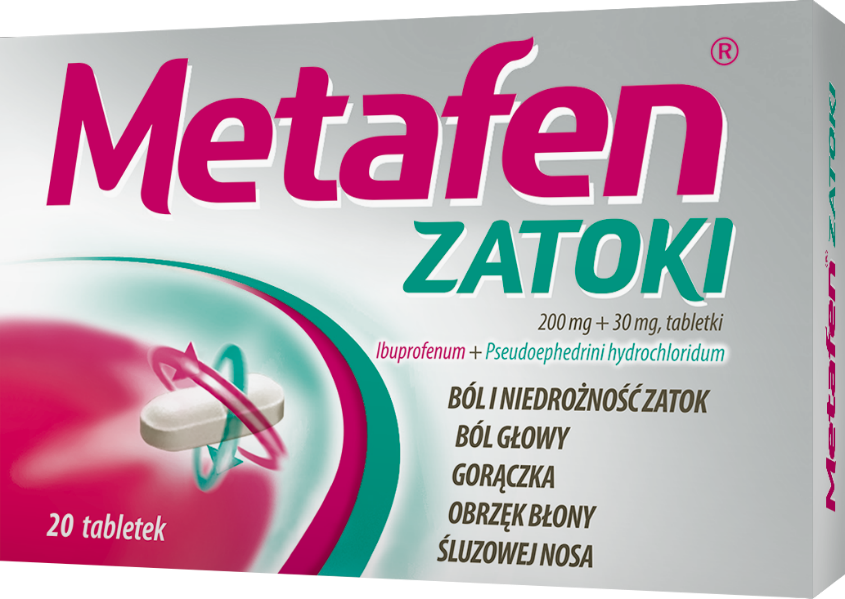 Metafen®
ZATOKI
200 mg + 30 mg, tabletki
Ibuprofenum + Pseudoephedrini hydrochloridum
BÓL I NIEDROŻNOŚĆ ZATOK
BÓL GŁOWY
GORĄCZKA
OBRZĘK BŁONY
ŚLUZOWEJ NOSA
20 tabletek
Metafen® ZATOKI